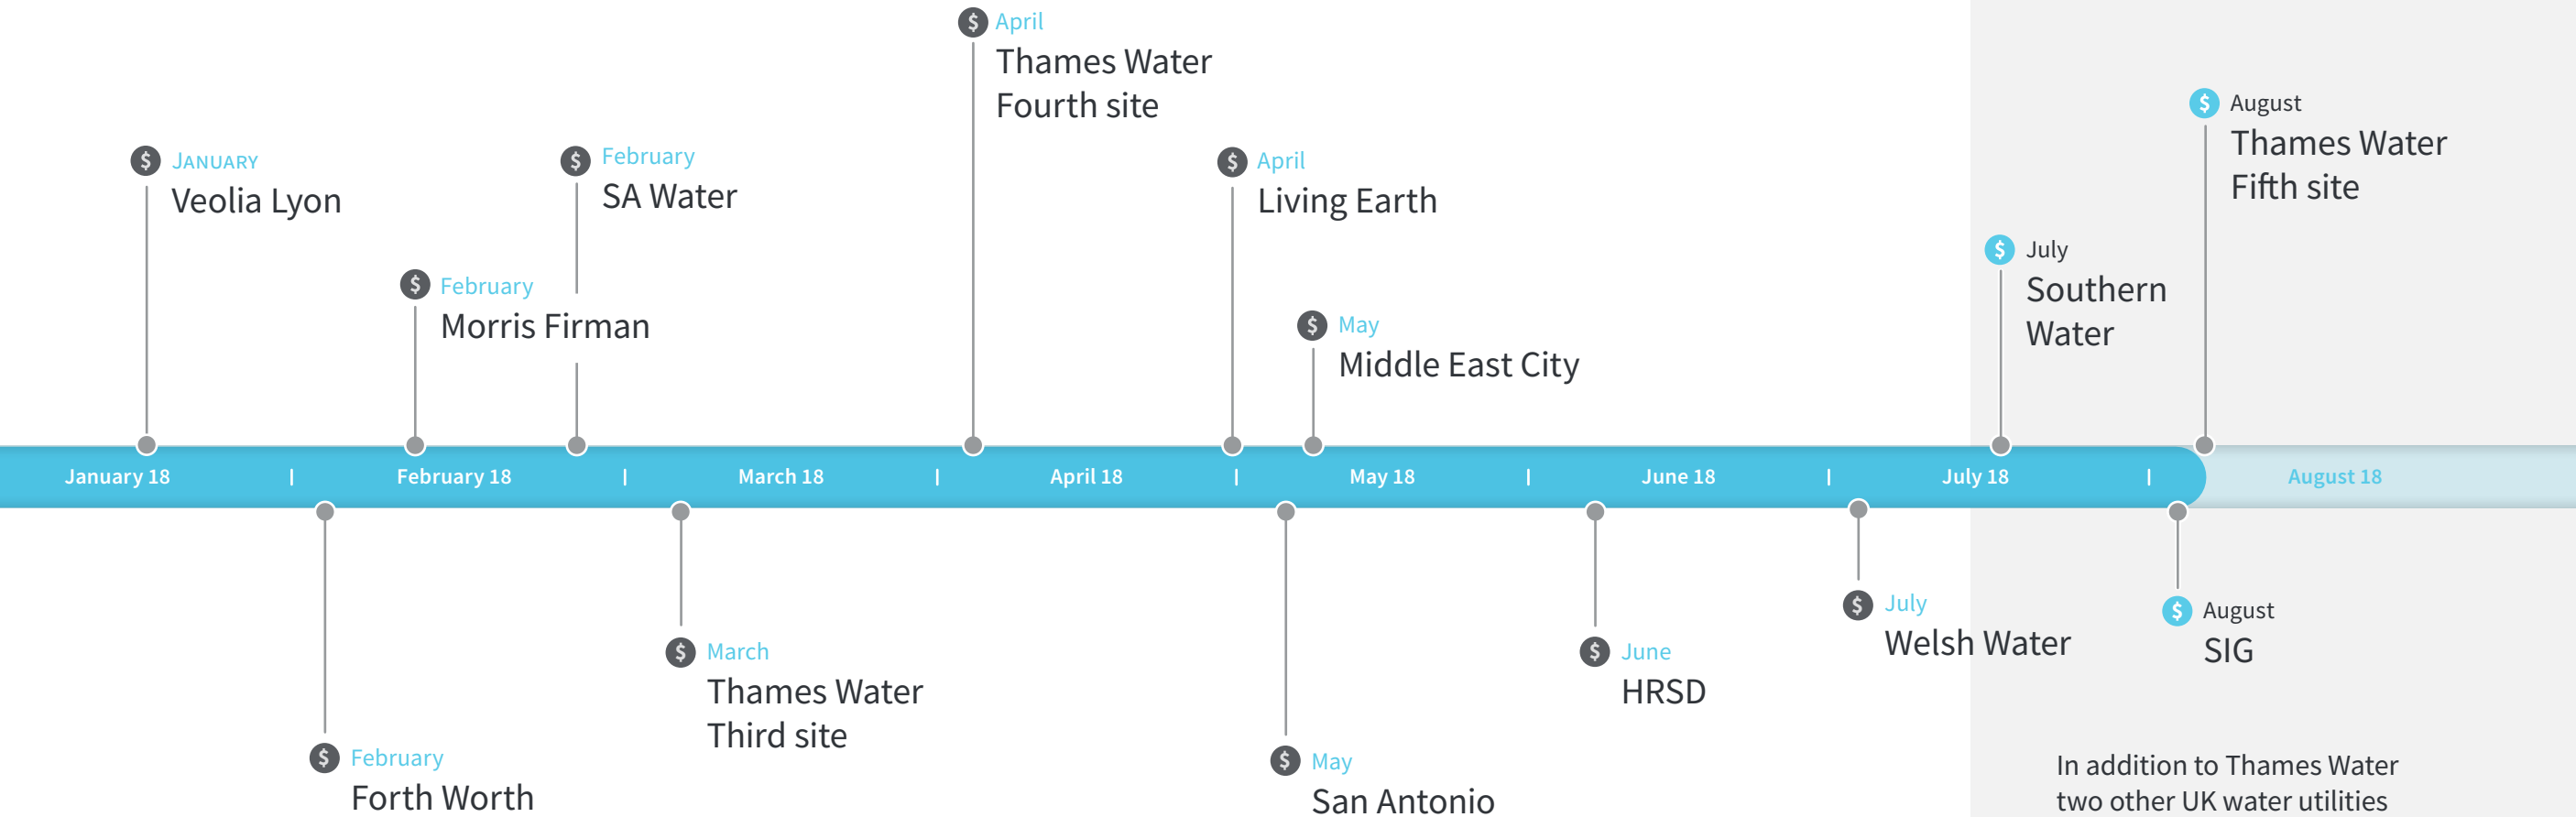 April
Thames Water
Fourth site
August
Thames Water
Fifth site
JANUARY
Veolia Lyon
February
SA Water
April
Living Earth
July
Southern
Water
February
Morris Firman
May
Middle East City
January 18 | February 18 | March 18 | April 18 | May 18 | June 18 | July 18 | August 18
July
Welsh Water
August
SIG
March
Thames Water
Third site
June
HRSD
February
Forth Worth
May
San Antonio
In addition to Thames Water
two other UK water utilities